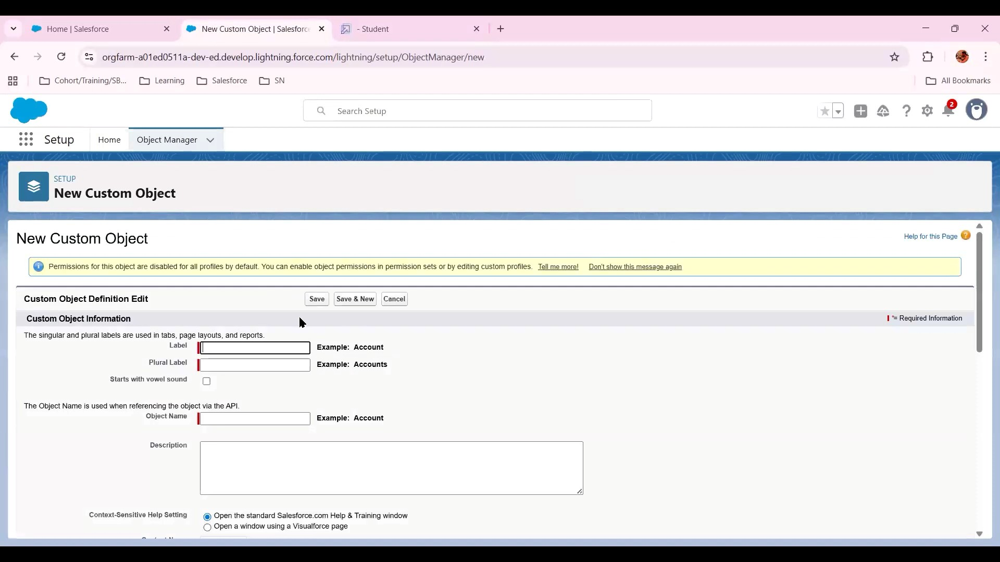 Home | Salesforce
New Custom Object | Salesforce
- Student
orgfarm-a01ed0511a-dev-ed.develop.lightning.force.com/lightning/setup/ObjectManager/new
Cohort/Training/SB...
Learning
Salesforce
SN
All Bookmarks
Search Setup
2
Setup
Home
Object Manager
SETUP
New Custom Object
New Custom Object
Help for this Page
Permissions for this object are disabled for all profiles by default. You can enable object permissions in permission sets or by editing custom profiles. Tell me more! Don't show this message again
Custom Object Definition Edit
Save
Save & New
Cancel
Custom Object Information
= Required Information
The singular and plural labels are used in tabs, page layouts, and reports.
Label
Example: Account
Plural Label
Example: Accounts
Starts with vowel sound
The Object Name is used when referencing the object via the API.
Object Name
Example: Account
Description
Context-Sensitive Help Setting
Open the standard Salesforce.com Help & Training window
Open a window using a Visualforce page